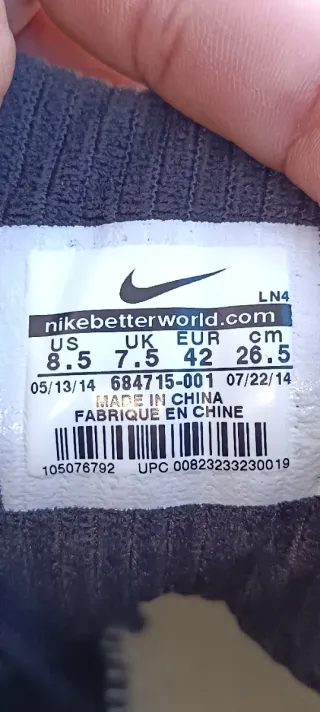 LN4
nikebetterworld.com
US UK EUR cm
8.5 7.5 42 26.5
05/13/14 684715-001 07/22/14
MADE IN CHINA
FABRIQUE EN CHINE
105076792 UPC 00823233230019